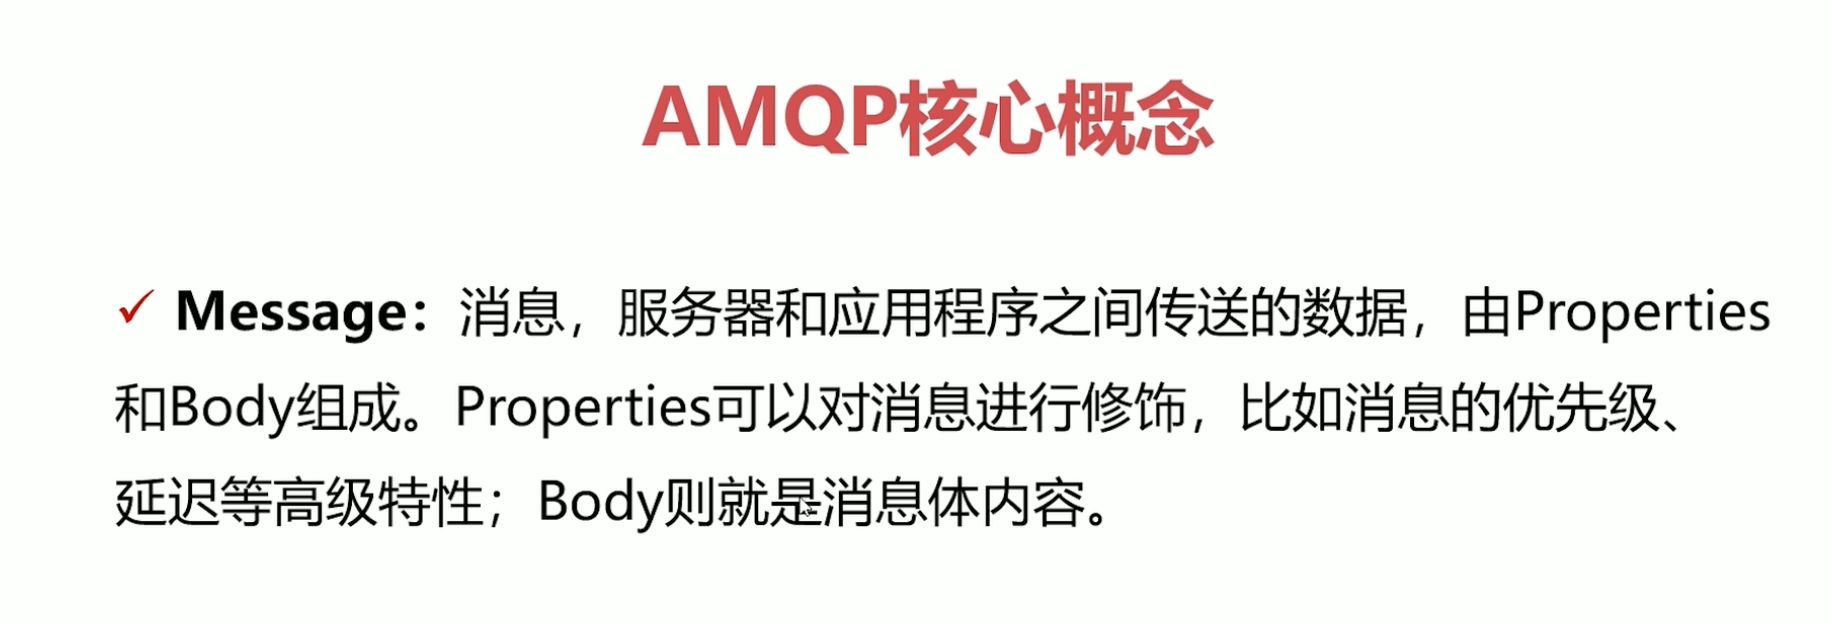 AMQP核心概念
✓ Message：消息，服务器和应用程序之间传送的数据，由Properties
和Body组成。Properties可以对消息进行修饰，比如消息的优先级、
延迟等高级特性；Body则就是消息体内容。